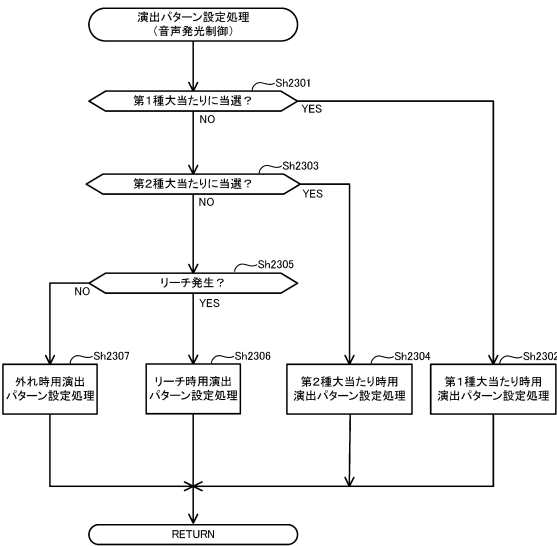 演出パターン設定処理
(音声発光制御)
Sh2301
第1種大当たりに当選?
YES
NO
Sh2303
第2種大当たりに当選?
YES
NO
Sh2305
リーチ発生?
NO
YES
Sh2307
外れ時用演出
パターン設定処理
Sh2306
リーチ時用演出
パターン設定処理
Sh2304
第2種大当たり時用
演出パターン設定処理
Sh2302
第1種大当たり時用
演出パターン設定処理
RETURN